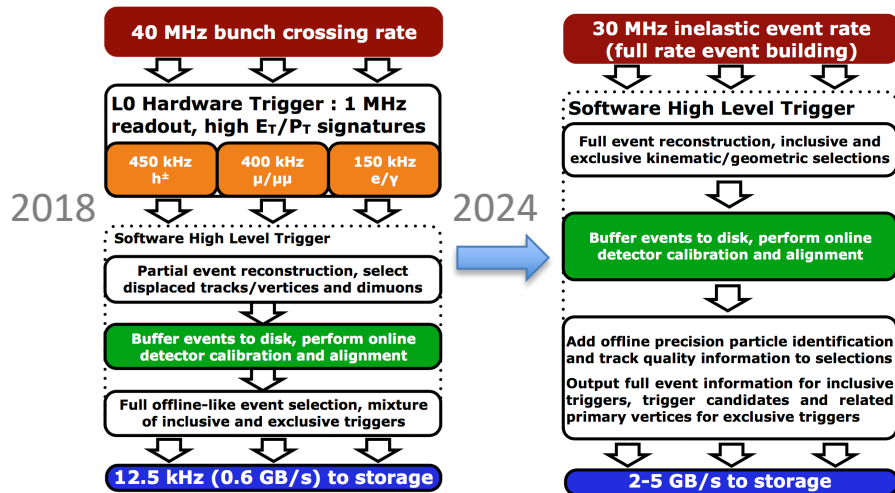 40 MHz bunch crossing rate
L0 Hardware Trigger : 1 MHz
readout, high ET/PT signatures
450 kHz
h±
400 kHz
μ/μμ
150 kHz
e/γ
2018
Software High Level Trigger
Partial event reconstruction, select
displaced tracks/vertices and dimuons
Buffer events to disk, perform online
detector calibration and alignment
Full offline-like event selection, mixture
of inclusive and exclusive triggers
12.5 kHz (0.6 GB/s) to storage
2024
30 MHz inelastic event rate
(full rate event building)
Software High Level Trigger
Full event reconstruction, inclusive and
exclusive kinematic/geometric selections
Buffer events to disk, perform online
detector calibration and alignment
Add offline precision particle identification
and track quality information to selections
Output full event information for inclusive
triggers, trigger candidates and related
primary vertices for exclusive triggers
2-5 GB/s to storage